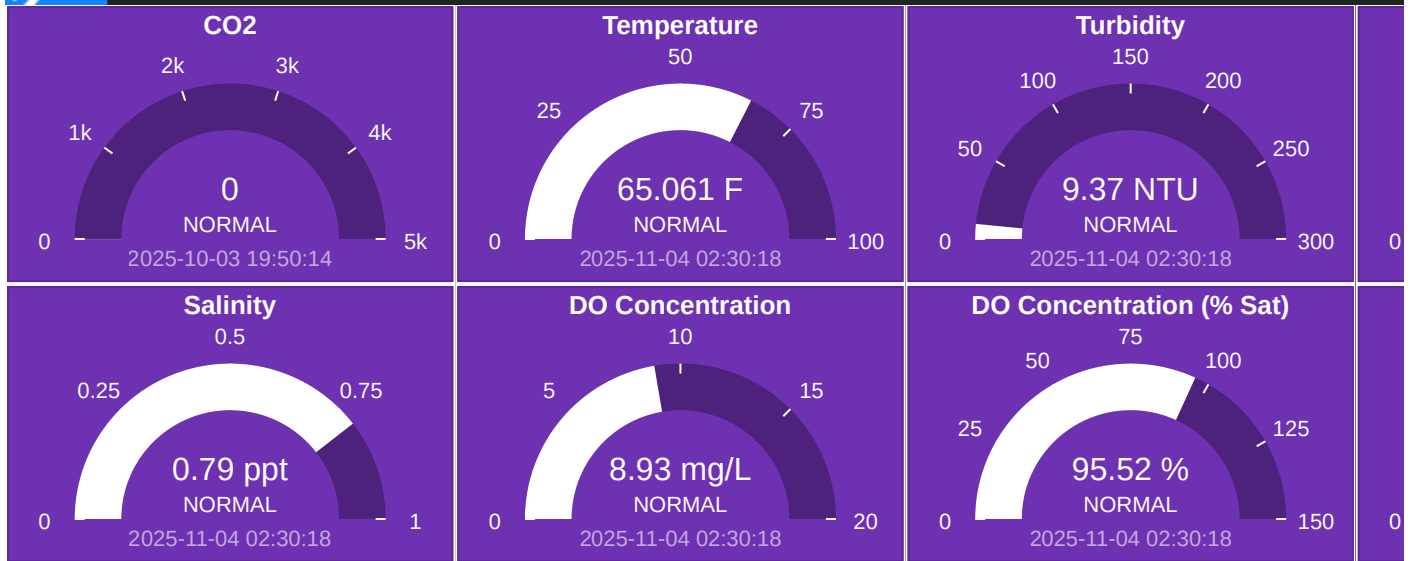 CO2
0
1k
2k
3k
4k
5k
0
NORMAL
2025-10-03 19:50:14
Temperature
0
25
50
75
100
65.061 F
NORMAL
2025-11-04 02:30:18
Turbidity
0
50
100
150
200
250
300
9.37 NTU
NORMAL
2025-11-04 02:30:18
0
Salinity
0
0.25
0.5
0.75
1
0.79 ppt
NORMAL
2025-11-04 02:30:18
DO Concentration
0
5
10
15
20
8.93 mg/L
NORMAL
2025-11-04 02:30:18
DO Concentration (% Sat)
0
25
50
75
100
125
150
95.52 %
NORMAL
2025-11-04 02:30:18
0